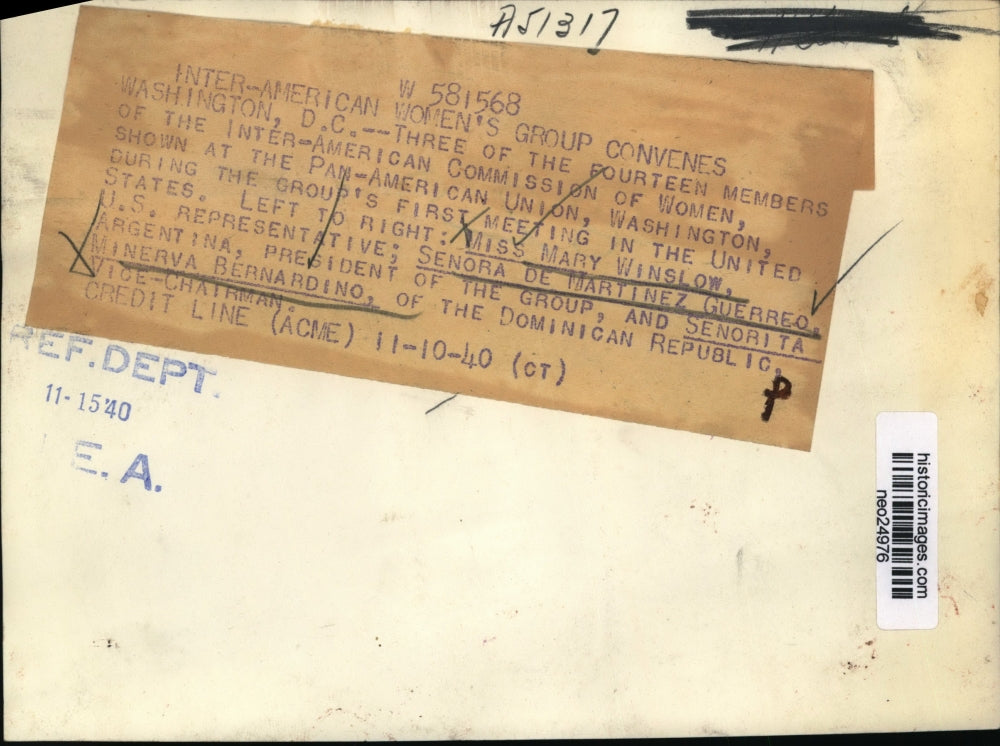 A51317
W 581568
INTER-AMERICAN WOMEN'S GROUP CONVENES
WASHINGTON, D.C.--THREE OF THE FOURTEEN MEMBERS
OF THE INTER-AMERICAN COMMISSION OF WOMEN,
SHOWN AT THE PAN-AMERICAN UNION, WASHINGTON,
DURING THE GROUP'S FIRST MEETING IN THE UNITED
STATES. LEFT TO RIGHT: MISS MARY WINSLOW,
U.S. REPRESENTATIVE; SENORA DE MARTINEZ GUERREO,
ARGENTINA, PRESIDENT OF THE GROUP, AND SENORITA
MINERVA BERNARDINO, OF THE DOMINICAN REPUBLIC,
VICE-CHAIRMAN.
CREDIT LINE (ACME) 11-10-40 (CT)
P
REF. DEPT.
11-15'40
E. A.
historicimages.com
neo24976